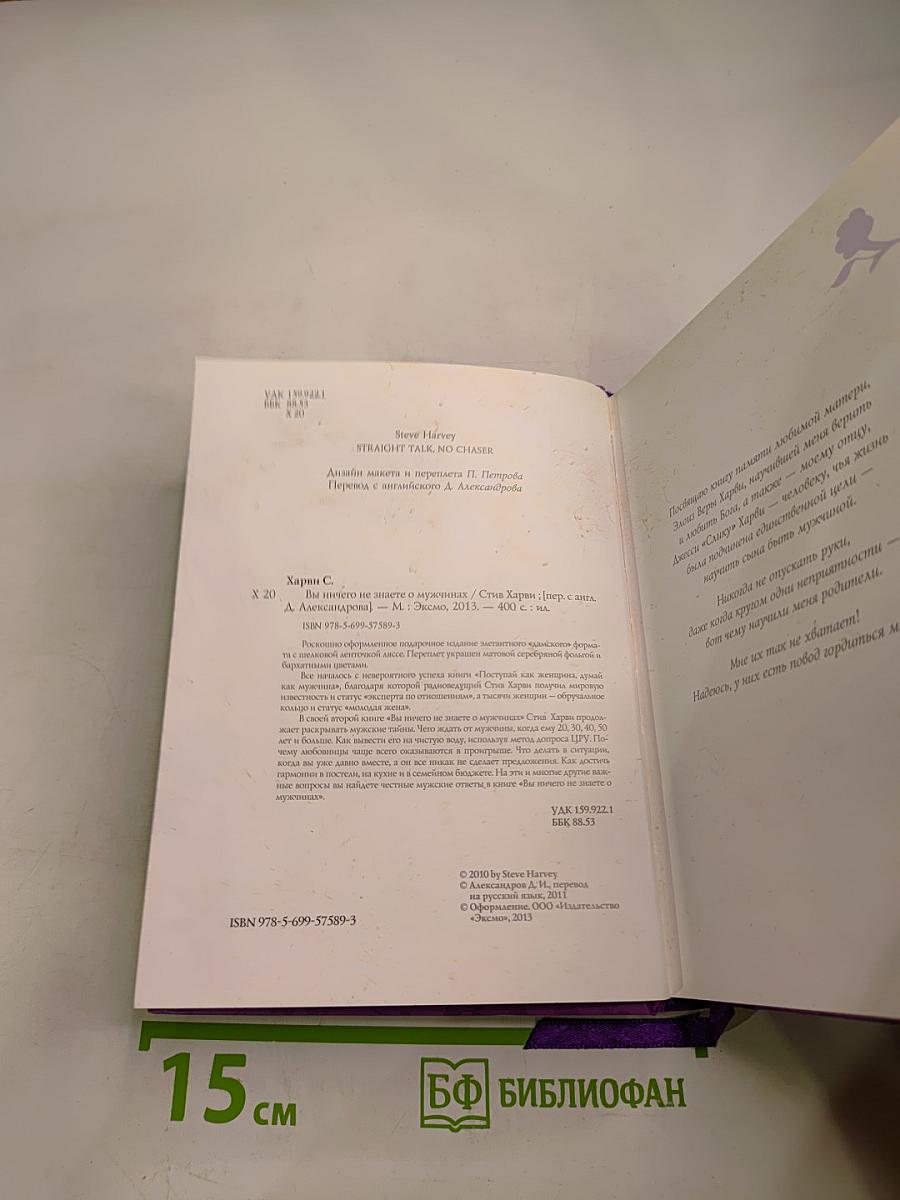 УДК 159.922.1
ББК 88.53
Х 20
Steve Harvey
STRAIGHT TALK, NO CHASER
Дизайн макета и переплета П. Петрова
Перевод с английского Д. Александрова
Харви С.
Х 20 Вы ничего не знаете о мужчинах / Стив Харви ; [пер. с англ.
Д. Александрова]. — М. : Эксмо, 2013. — 400 с. : ил.
ISBN 978-5-699-57589-3
Роскошно оформленное подарочное издание элегантного «дамского» форма-
та с шелковой ленточкой ляссе. Переплет украшен матовой серебряной фольгой и
бархатными цветами.
Все началось с невероятного успеха книги «Поступай как женщина, думай
как мужчина», благодаря которой радиоведущий Стив Харви получил мировую
известность и статус «эксперта по отношениям», а тысячи женщин — обручальное
кольцо и статус «молодая жена».
В своей второй книге «Вы ничего не знаете о мужчинах» Стив Харви продол-
жает раскрывать мужские тайны. Чего ждать от мужчины, когда ему 20, 30, 40, 50
лет и больше. Как вывести его на чистую воду, используя метод допроса ЦРУ. По-
чему любовницы чаще всего оказываются в проигрыше. Что делать в ситуации,
когда вы уже давно вместе, а он все никак не сделает предложения. Как достичь
гармонии в постели, на кухне и в семейном бюджете. На эти и многие другие важ-
ные вопросы вы найдете честные мужские ответы в книге «Вы ничего не знаете о
мужчинах».
УДК 159.922.1
ББК 88.53
© 2010 by Steve Harvey
© Александров Д. И., перевод
на русский язык, 2011
© Оформление. ООО «Издательство
«Эксмо», 2013
ISBN 978-5-699-57589-3
Посвящаю книгу памяти любимой матери,
Элоиз Веры Харви, научившей меня верить
и любить Бога, а также — моему отцу,
Джесси «Слику» Харви — человеку, чья жизнь
была подчинена единственной цели —
научить сына быть мужчиной.
Никогда не опускать руки,
даже когда кругом одни неприятности —
вот чему научили меня родители.
Мне их так не хватает!
Надеюсь, у них есть повод гордиться
15 см
БФ БИБЛИОФАН